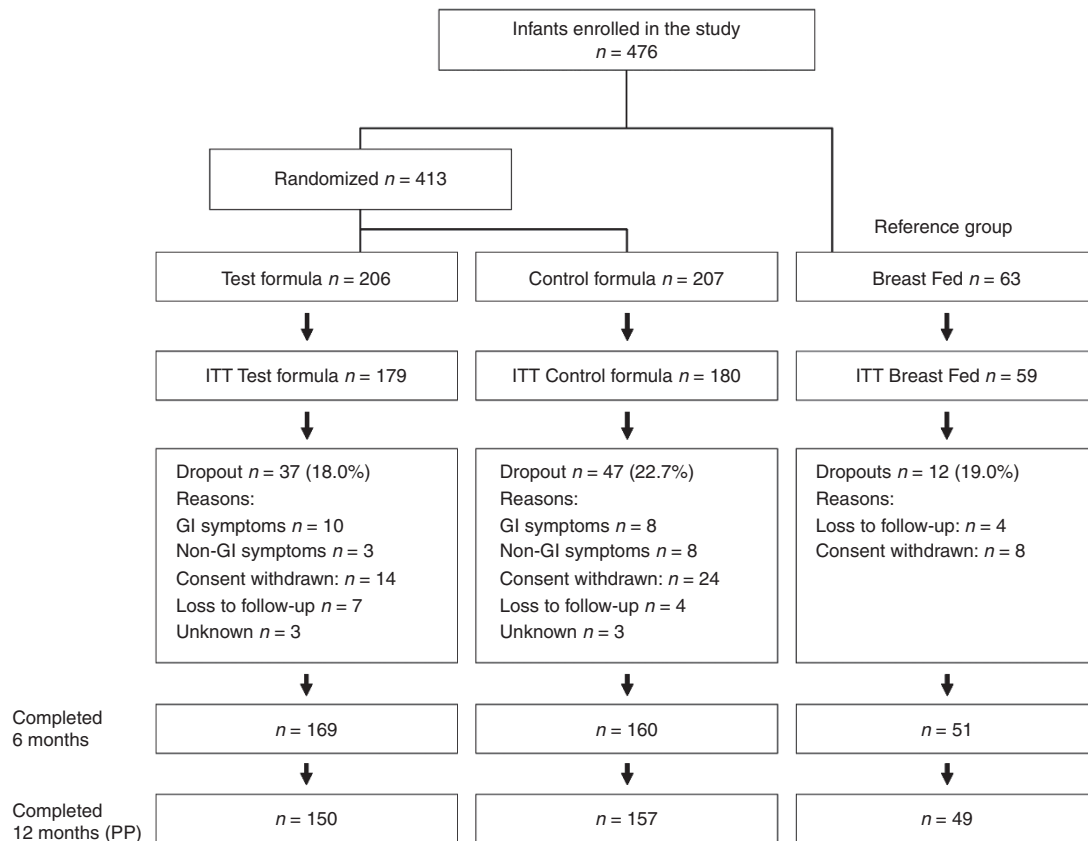 Infants enrolled in the study
n = 476
Randomized n = 413
Reference group
Test formula n = 206
Control formula n = 207
Breast Fed n = 63
ITT Test formula n = 179
ITT Control formula n = 180
ITT Breast Fed n = 59
Dropout n = 37 (18.0%)
Reasons:
GI symptoms n = 10
Non-GI symptoms n = 3
Consent withdrawn: n = 14
Loss to follow-up n = 7
Unknown n = 3
Dropout n = 47 (22.7%)
Reasons:
GI symptoms n = 8
Non-GI symptoms n = 8
Consent withdrawn: n = 24
Loss to follow-up n = 4
Unknown n = 3
Dropouts n = 12 (19.0%)
Reasons:
Loss to follow-up: n = 4
Consent withdrawn: n = 8
Completed
6 months
n = 169
n = 160
n = 51
Completed
12 months (PP)
n = 150
n = 157
n = 49